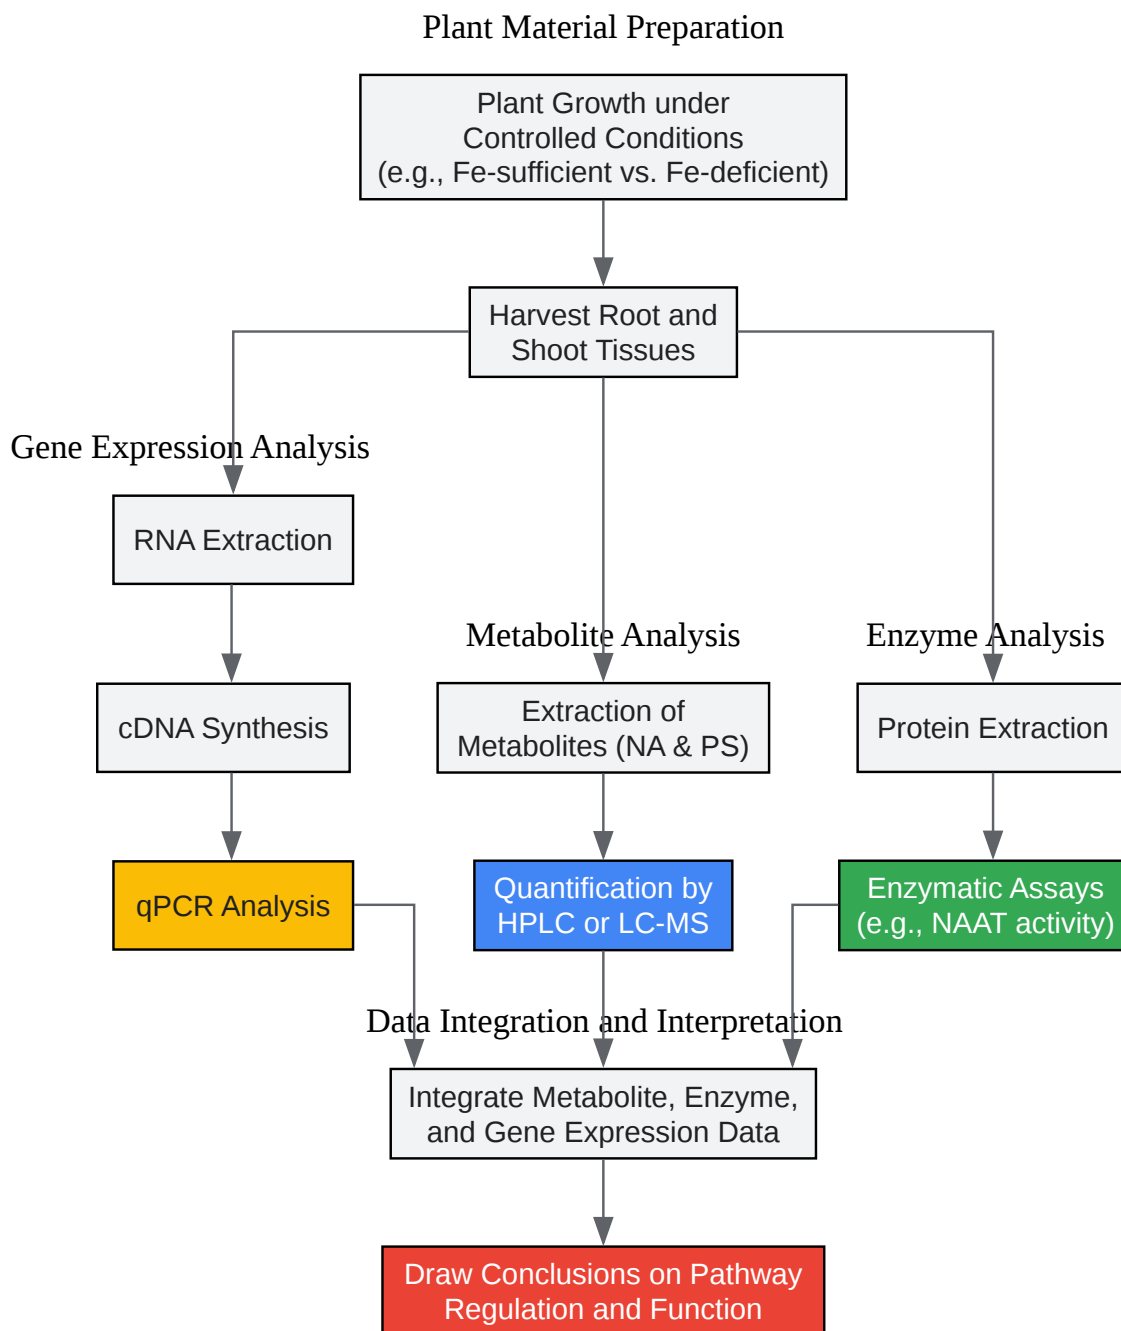 Plant Material Preparation
Plant Growth under
Controlled Conditions
(e.g., Fe-sufficient vs. Fe-deficient)
Harvest Root and
Shoot Tissues
Gene Expression Analysis
RNA Extraction
cDNA Synthesis
qPCR Analysis
Metabolite Analysis
Extraction of
Metabolites (NA & PS)
Quantification by
HPLC or LC-MS
Enzyme Analysis
Protein Extraction
Enzymatic Assays
(e.g., NAAT activity)
Data Integration and Interpretation
Integrate Metabolite, Enzyme,
and Gene Expression Data
Draw Conclusions on Pathway
Regulation and Function